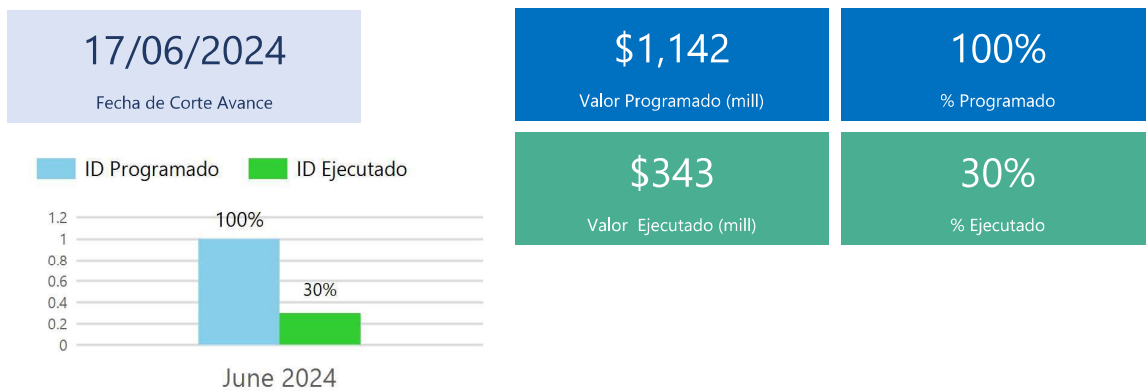 17/06/2024
Fecha de Corte Avance
$1,142
Valor Programado (mill)
100%
% Programado
$343
Valor Ejecutado (mill)
30%
% Ejecutado
ID Programado
ID Ejecutado
1.2
1
0.8
0.6
0.4
0.2
0
100%
30%
June 2024